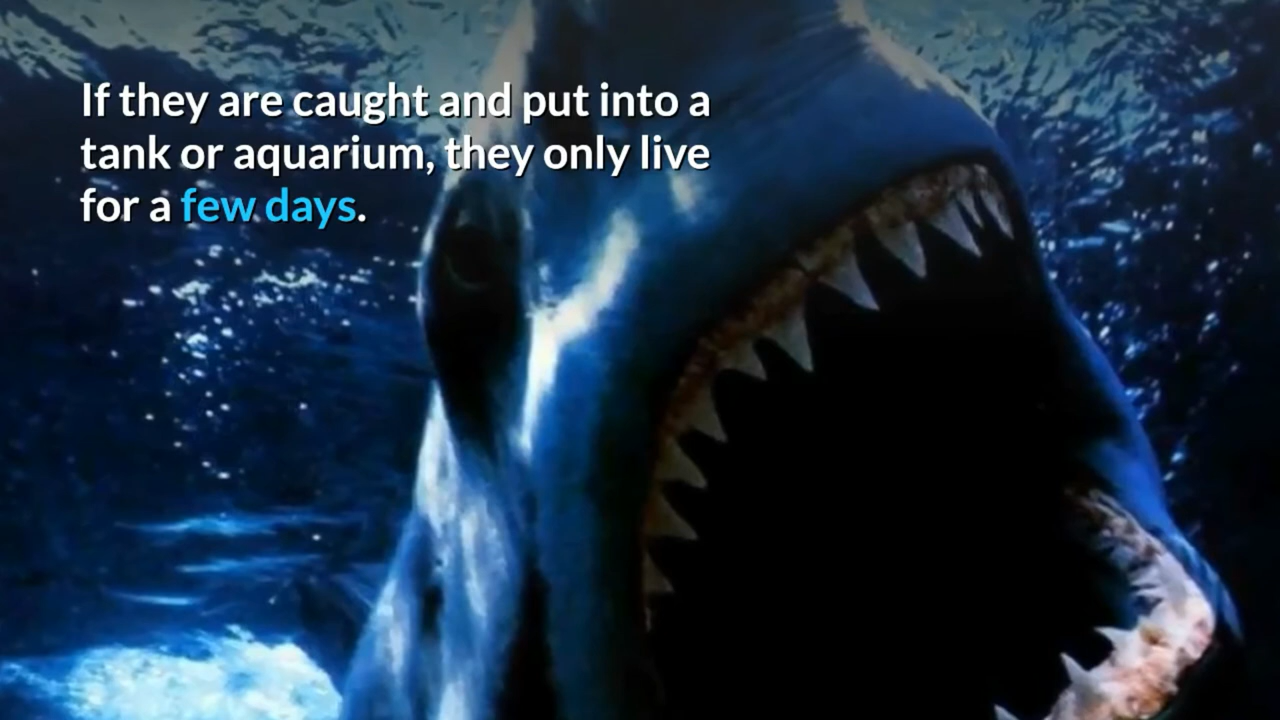 If they are caught and put into a
tank or aquarium, they only live
for a few days.